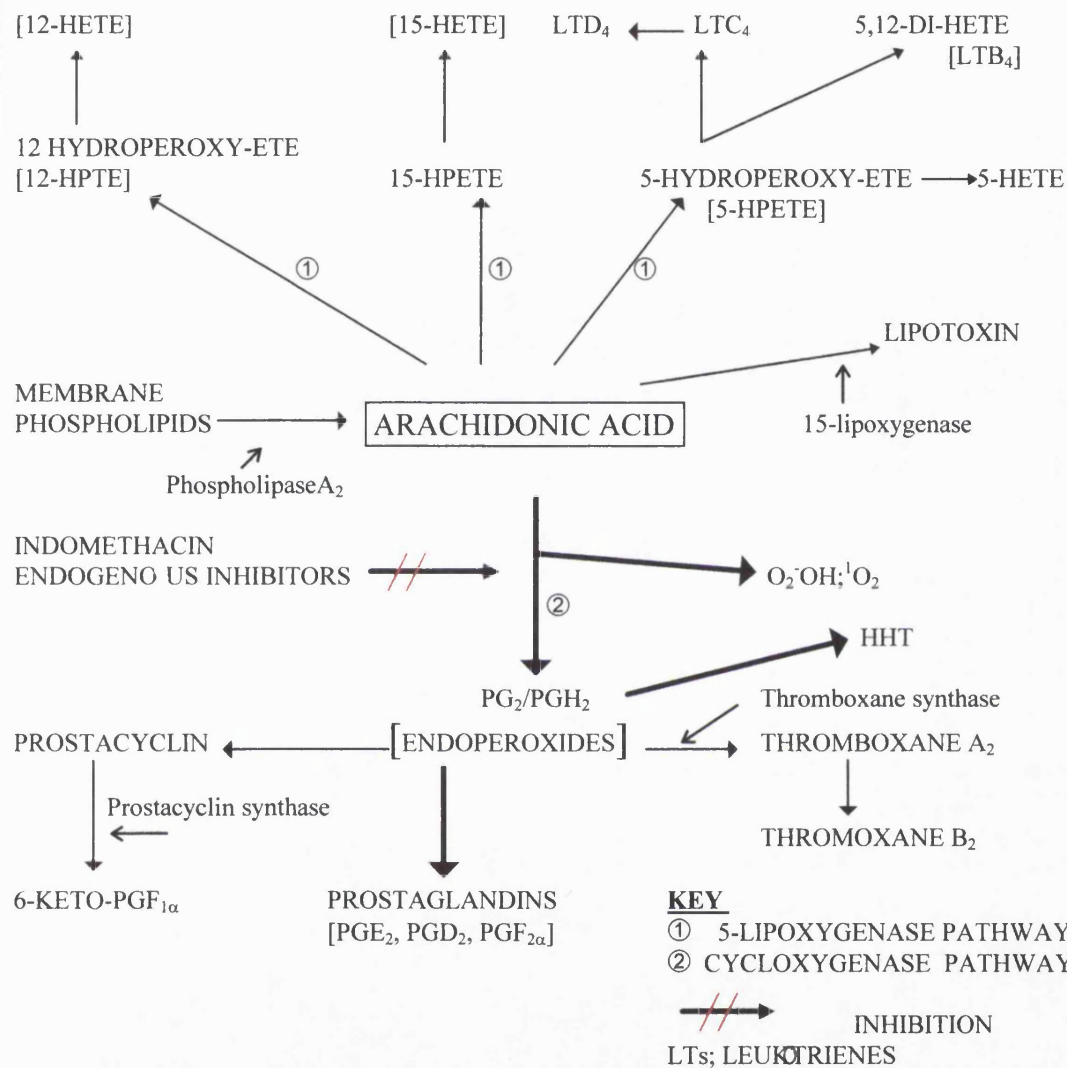 [12-HETE] [15-HETE] LTD₄ LTC₄ 5,12-DI-HETE
[LTB₄]
12 HYDROPEROXY-ETE
[12-HPTE] 15-HPETE 5-HYDROPEROXY-ETE 5-HETE
[5-HPETE]
① ① ①
LIPOTOXIN
MEMBRANE
PHOSPHOLIPIDS ARACHIDONIC ACID 15-lipoxygenase
PhospholipaseA₂
INDOMETHACIN
ENDOGENO US INHIBITORS O₂⁻OH;¹O₂
②
HHT
PG₂/PGH₂ Thromboxane synthase
PROSTACYCLIN [ENDOPEROXIDES] THROMBOXANE A₂
Prostacyclin synthase
THROMOXANE B₂
6-KETO-PGF₁α PROSTAGLANDINS KEY
[PGE₂, PGD₂, PGF₂α] ① 5-LIPOXYGENASE PATHWAY
② CYCLOXYGENASE PATHWAY
INHIBITION
LTs; LEUKOTRIENES